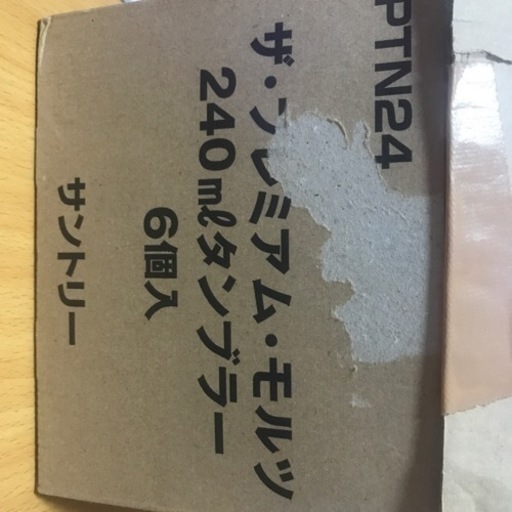 PTN24
ザ・プレミアム・モルツ
240mlタンブラー
6個入
サントリー